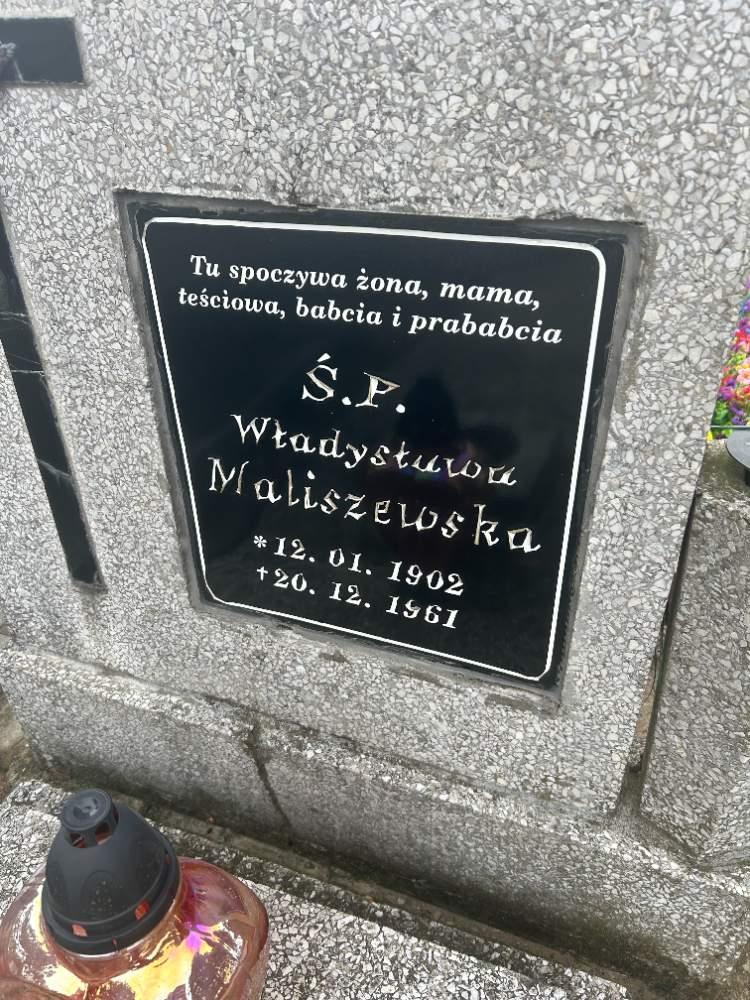 Tu spoczywa żona, mama,
teściowa, babcia i prababcia
Ś.P.
Władysława
Maliszewska
* 12. 01. 1902
† 20. 12. 1961